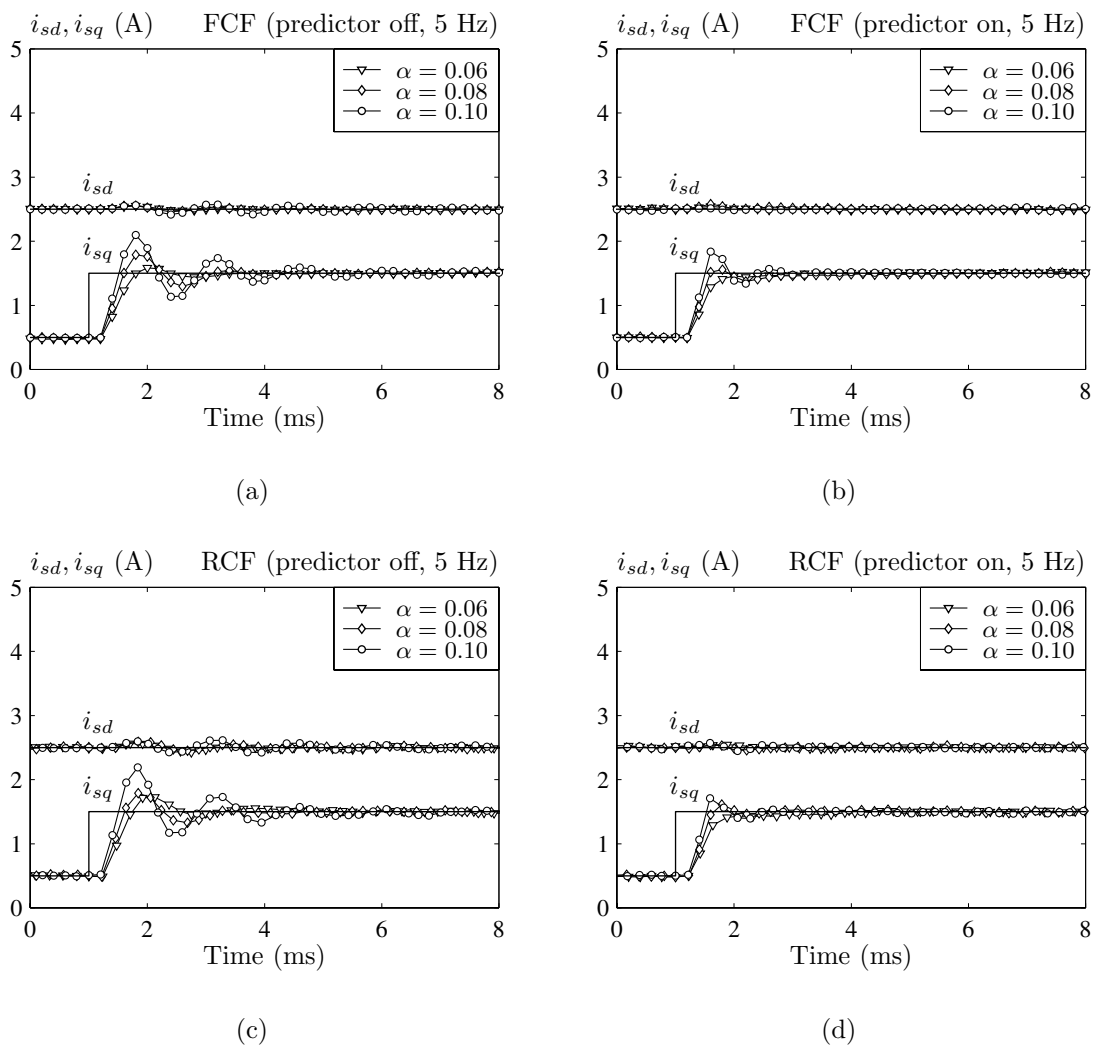 i_sd, i_sq (A) FCF (predictor off, 5 Hz)
5
4
3
2
1
0
α = 0.06
α = 0.08
α = 0.10
i_sd
i_sq
0 2 4 6 8
Time (ms)
(a)
i_sd, i_sq (A) FCF (predictor on, 5 Hz)
5
4
3
2
1
0
α = 0.06
α = 0.08
α = 0.10
i_sd
i_sq
0 2 4 6 8
Time (ms)
(b)
i_sd, i_sq (A) RCF (predictor off, 5 Hz)
5
4
3
2
1
0
α = 0.06
α = 0.08
α = 0.10
i_sd
i_sq
0 2 4 6 8
Time (ms)
(c)
i_sd, i_sq (A) RCF (predictor on, 5 Hz)
5
4
3
2
1
0
α = 0.06
α = 0.08
α = 0.10
i_sd
i_sq
0 2 4 6 8
Time (ms)
(d)